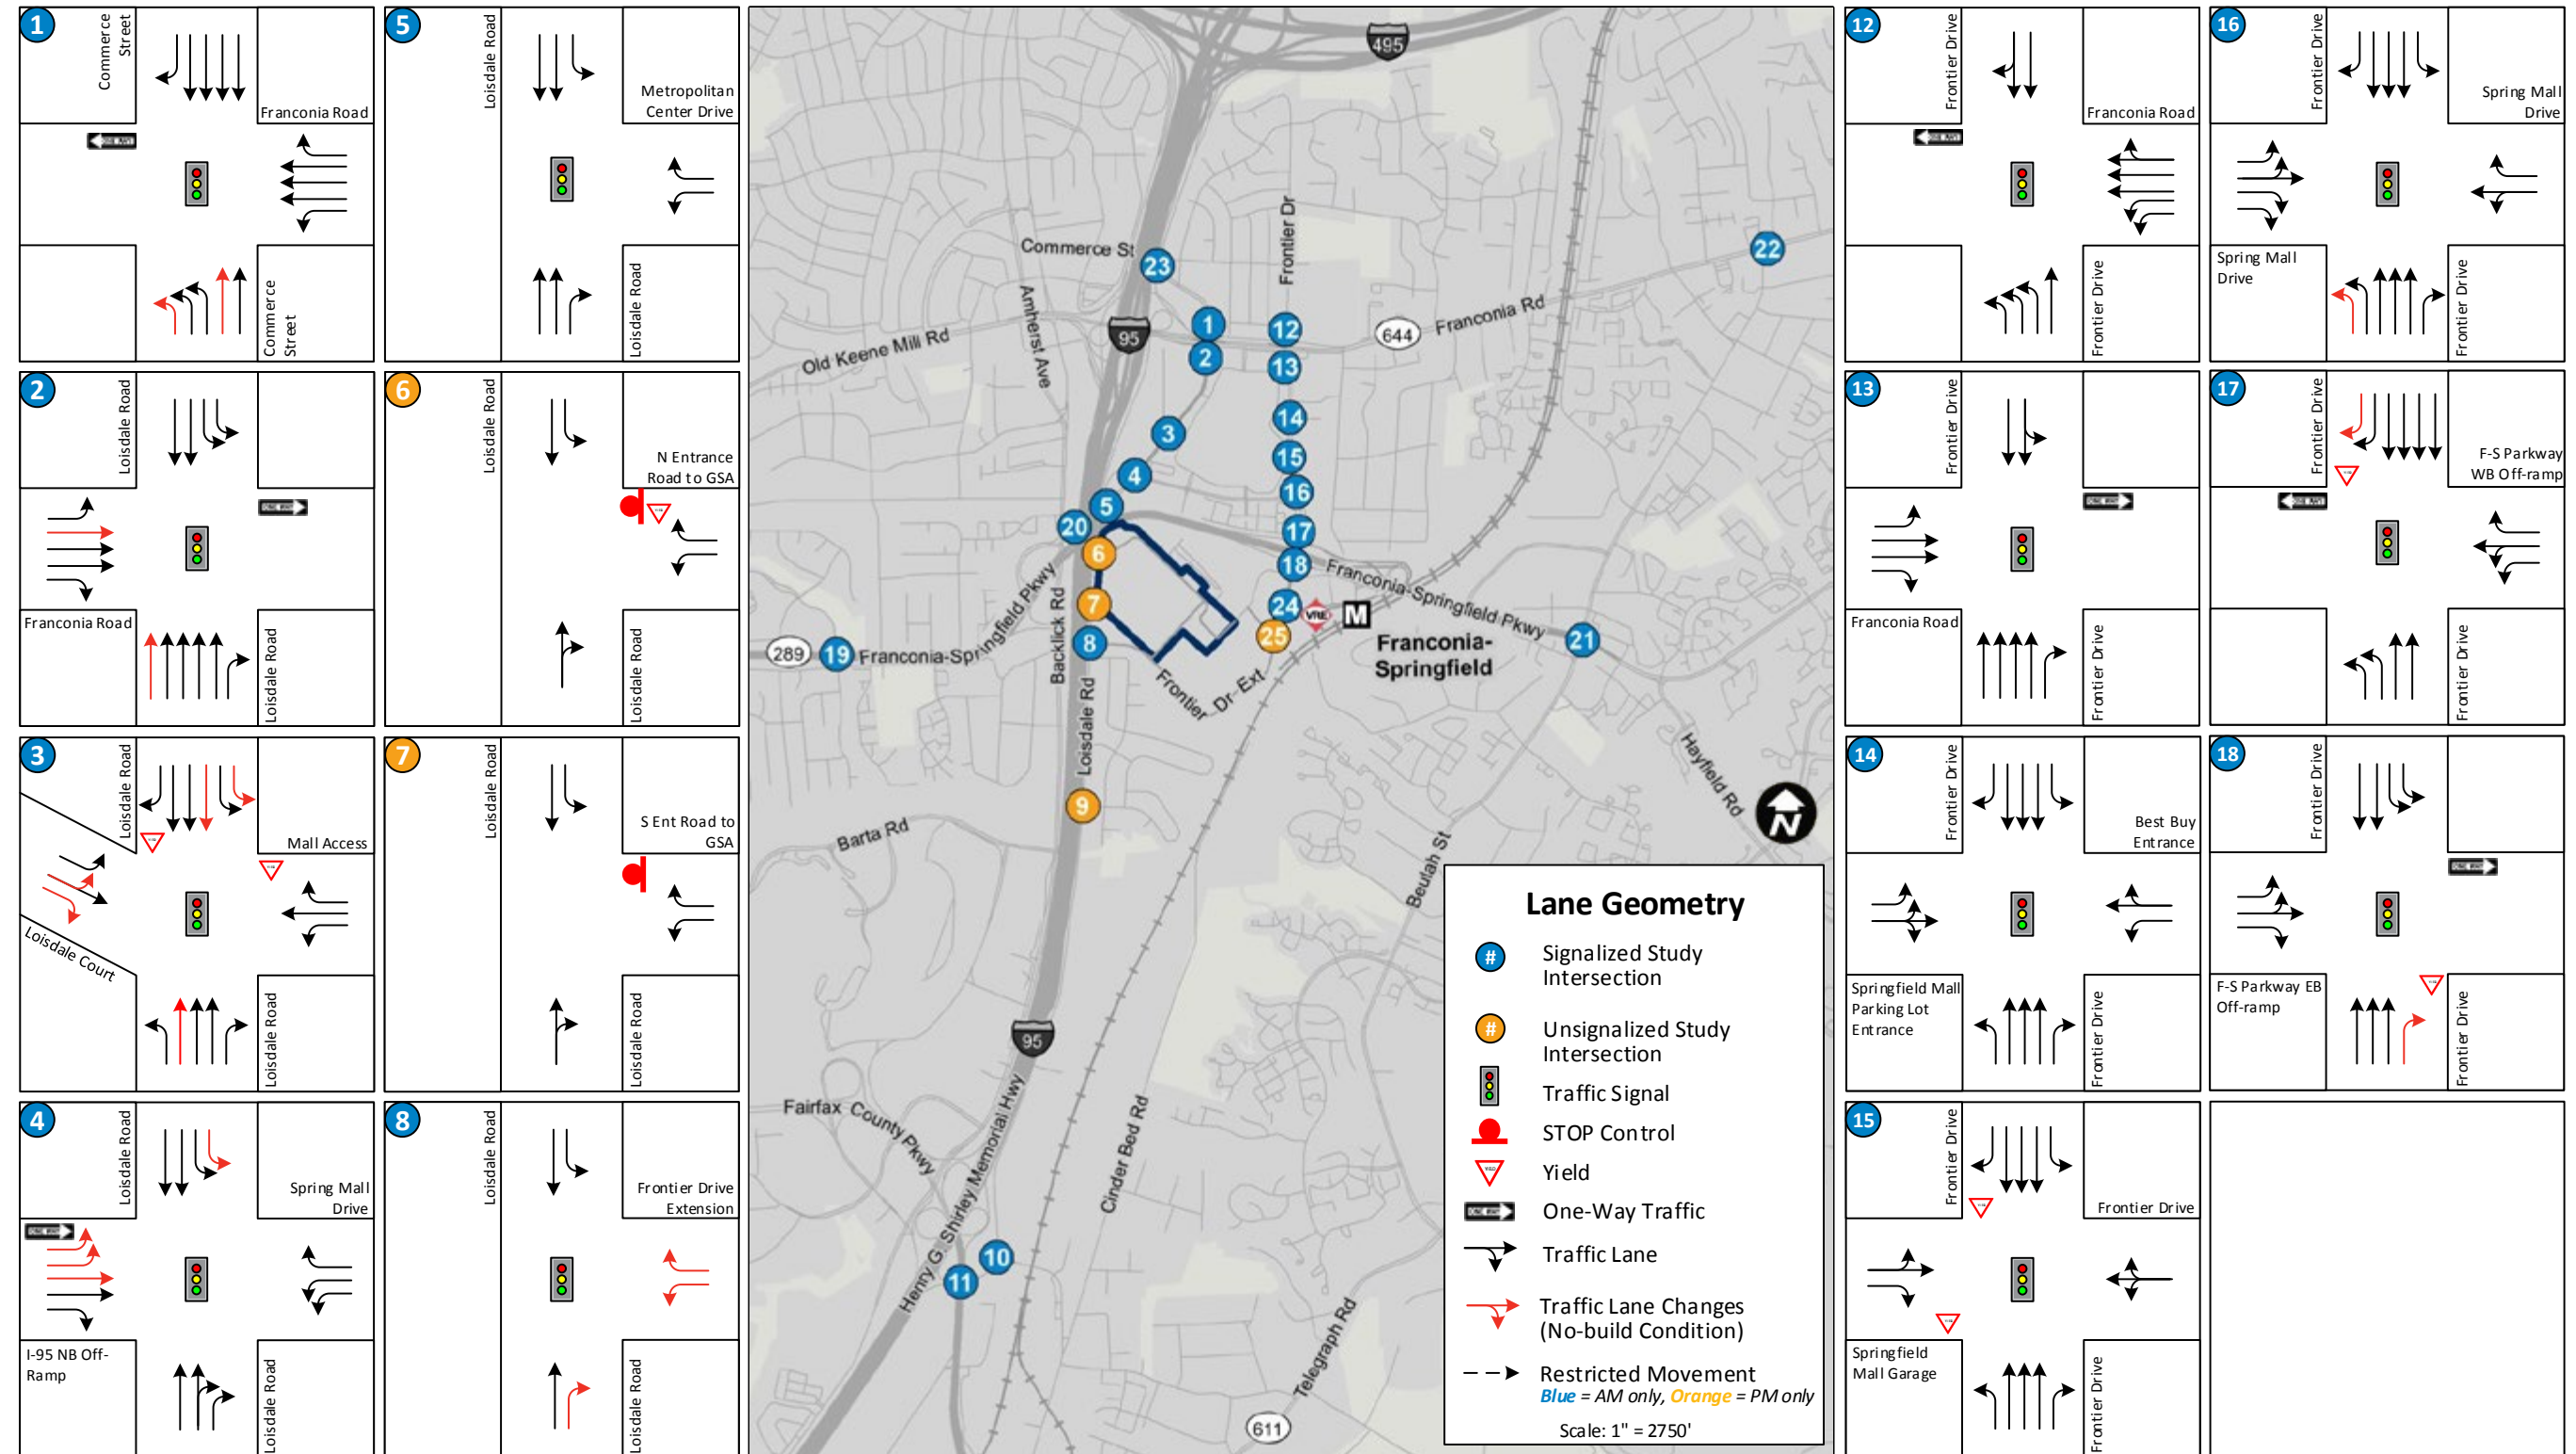 1
Commerce
Street
Franconia Road
Commerce
Street
2
Loisdale Road
Franconia Road
Loisdale Road
3
Loisdale Road
Mall Access
Loisdale Court
Loisdale Road
4
Loisdale Road
Spring Mall
Drive
I-95 NB Off-
Ramp
Loisdale Road
5
Loisdale Road
Metropolitan
Center Drive
Loisdale Road
6
Loisdale Road
N Entrance
Road to GSA
Loisdale Road
7
Loisdale Road
S Ent Road to
GSA
Loisdale Road
8
Loisdale Road
Frontier Drive
Extension
Loisdale Road
495
Commerce St
23
Frontier Dr
22
Amherst Ave
Old Keene Mill Rd
95
1
2
12
13
644
Franconia Rd
3
14
4
15
5
16
20
17
6
18
Franconia-Springfield Pkwy
7
24
VRE
M
25
8
Backlick Rd
289
19
Franconia-Springfield Pkwy
Franconia-
Springfield
21
Frontier Dr Ext
Loisdale Rd
Hayfield Rd
9
N
Barta Rd
Beulah St
95
Fairfax County Pkwy
Henry G. Shirley Memorial Hwy
Cinder Bed Rd
10
11
Telegraph Rd
611
Lane Geometry
# Signalized Study
Intersection
# Unsignalized Study
Intersection
Traffic Signal
STOP Control
Yield
One-Way Traffic
Traffic Lane
Traffic Lane Changes
(No-build Condition)
Restricted Movement
Blue = AM only, Orange = PM only
Scale: 1" = 2750'
12
Frontier Drive
Franconia Road
Frontier Drive
13
Frontier Drive
Franconia Road
Frontier Drive
14
Frontier Drive
Best Buy
Entrance
Springfield Mall
Parking Lot
Entrance
Frontier Drive
15
Frontier Drive
Frontier Drive
Springfield
Mall Garage
Frontier Drive
16
Frontier Drive
Spring Mall
Drive
Spring Mall
Drive
Frontier Drive
17
Frontier Drive
F-S Parkway
WB Off-ramp
Frontier Drive
18
Frontier Drive
F-S Parkway EB
Off-ramp
Frontier Drive